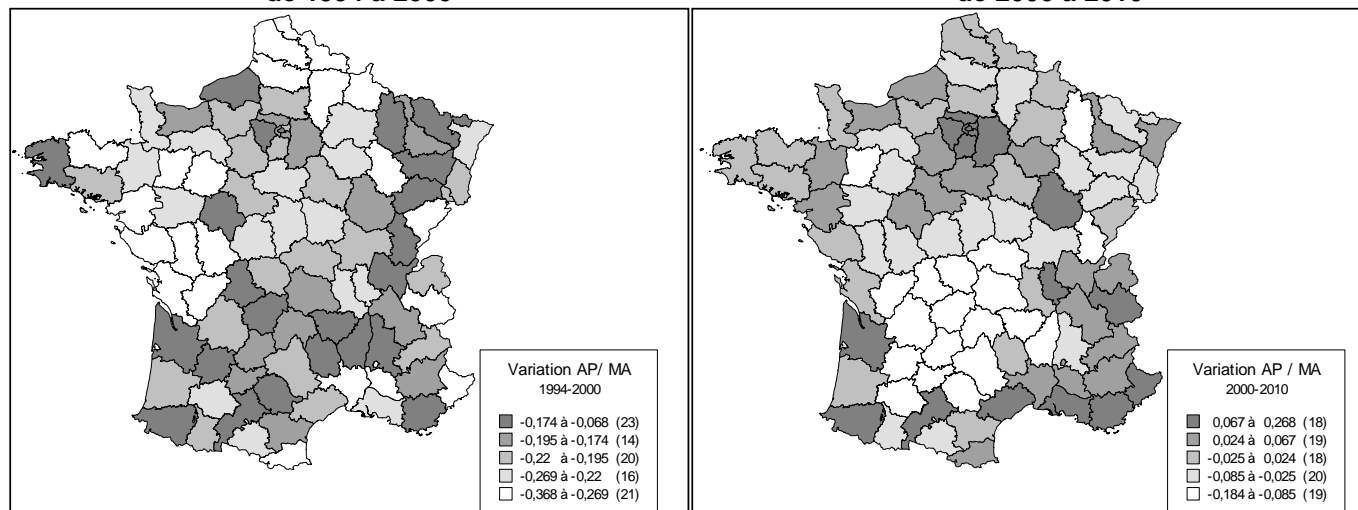 de 2000 à 2010
Variation AP/ MA
1994-2000
-0,174 à -0,068 (23)
-0,195 à -0,174 (14)
-0,22 à -0,195 (20)
-0,269 à -0,22 (16)
-0,368 à -0,269 (21)
Variation AP/ MA
2000-2010
0,067 à 0,268 (18)
0,024 à 0,067 (19)
-0,025 à 0,024 (18)
-0,085 à -0,025 (20)
-0,184 à -0,085 (19)